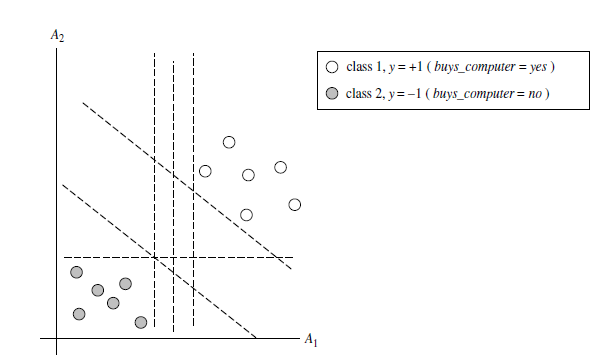 A2
class 1, y = +1 ( buys_computer = yes )
class 2, y = −1 ( buys_computer = no )
A1